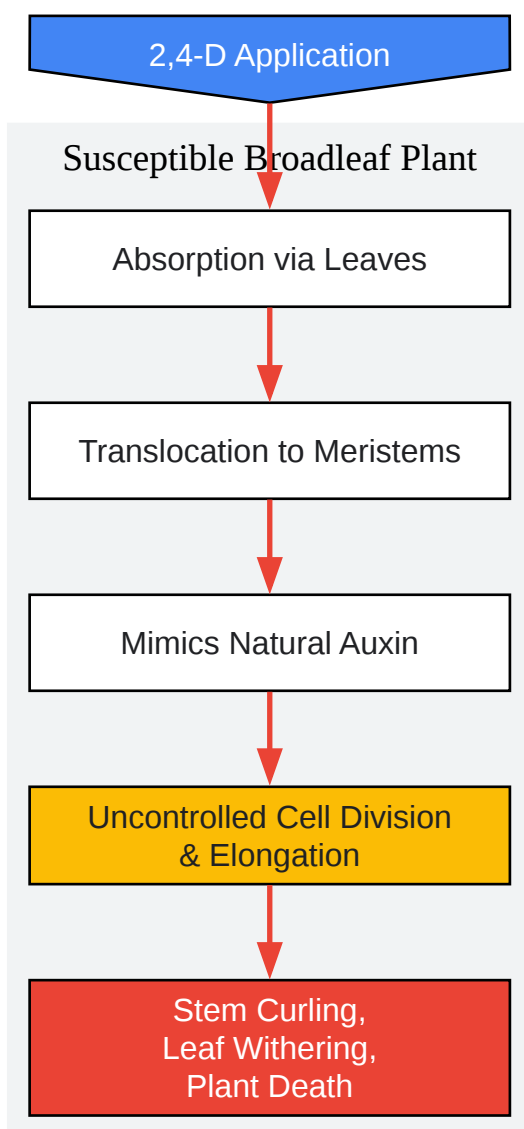 2,4-D Application
Susceptible Broadleaf Plant
Absorption via Leaves
Translocation to Meristems
Mimics Natural Auxin
Uncontrolled Cell Division
& Elongation
Stem Curling,
Leaf Withering,
Plant Death